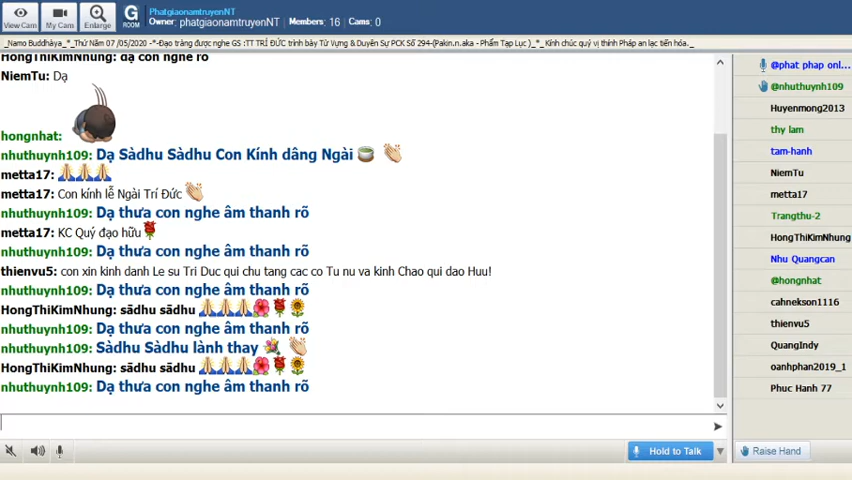 View Cam
My Cam
Enlarge
G
ROOM
PhatgiaonamtruyenNT
Owner: phatgiaonamtruyenNT Members: 16 Cams: 0
_Namo Buddhàya_*_Thứ Năm 07 /05/2020 -*-Đạo tràng được nghe GS :TT TRÍ ĐỨC trình bày Từ Vựng & Duyên Sự PCK Số 294-(Pakin.n.aka - Phẩm Tạp Lục )_*_ Kính chúc quý vị thính Pháp an lạc tiến hóa._
HongThiKimNhung: dạ con nghe rõ
NiemTu: Dạ
hongnhat:
nhuthuynh109: Dạ Sàdhu Sàdhu Con Kính dâng Ngài
metta17:
metta17: Con kính lễ Ngài Trí Đức
nhuthuynh109: Dạ thưa con nghe âm thanh rõ
metta17: KC Quý đạo hữu
nhuthuynh109: Dạ thưa con nghe âm thanh rõ
thienvu5: con xin kinh danh Le su Tri Duc qui chu tang cac co Tu nu va kinh Chao qui dao Huu!
nhuthuynh109: Dạ thưa con nghe âm thanh rõ
HongThiKimNhung: sādhu sādhu
nhuthuynh109: Dạ thưa con nghe âm thanh rõ
nhuthuynh109: Sàdhu Sàdhu lành thay
HongThiKimNhung: sādhu sādhu
nhuthuynh109: Dạ thưa con nghe âm thanh rõ
Hold to Talk
@phat phap onl...
@nhuthuynh109
Huyenmong2013
thy lam
tam-hanh
NiemTu
metta17
Trangthu-2
HongThiKimNhung
Nhu Quangcan
@hongnhat
cahnekson1116
thienvu5
QuangIndy
oanhphan2019_1
Phuc Hanh 77
Raise Hand